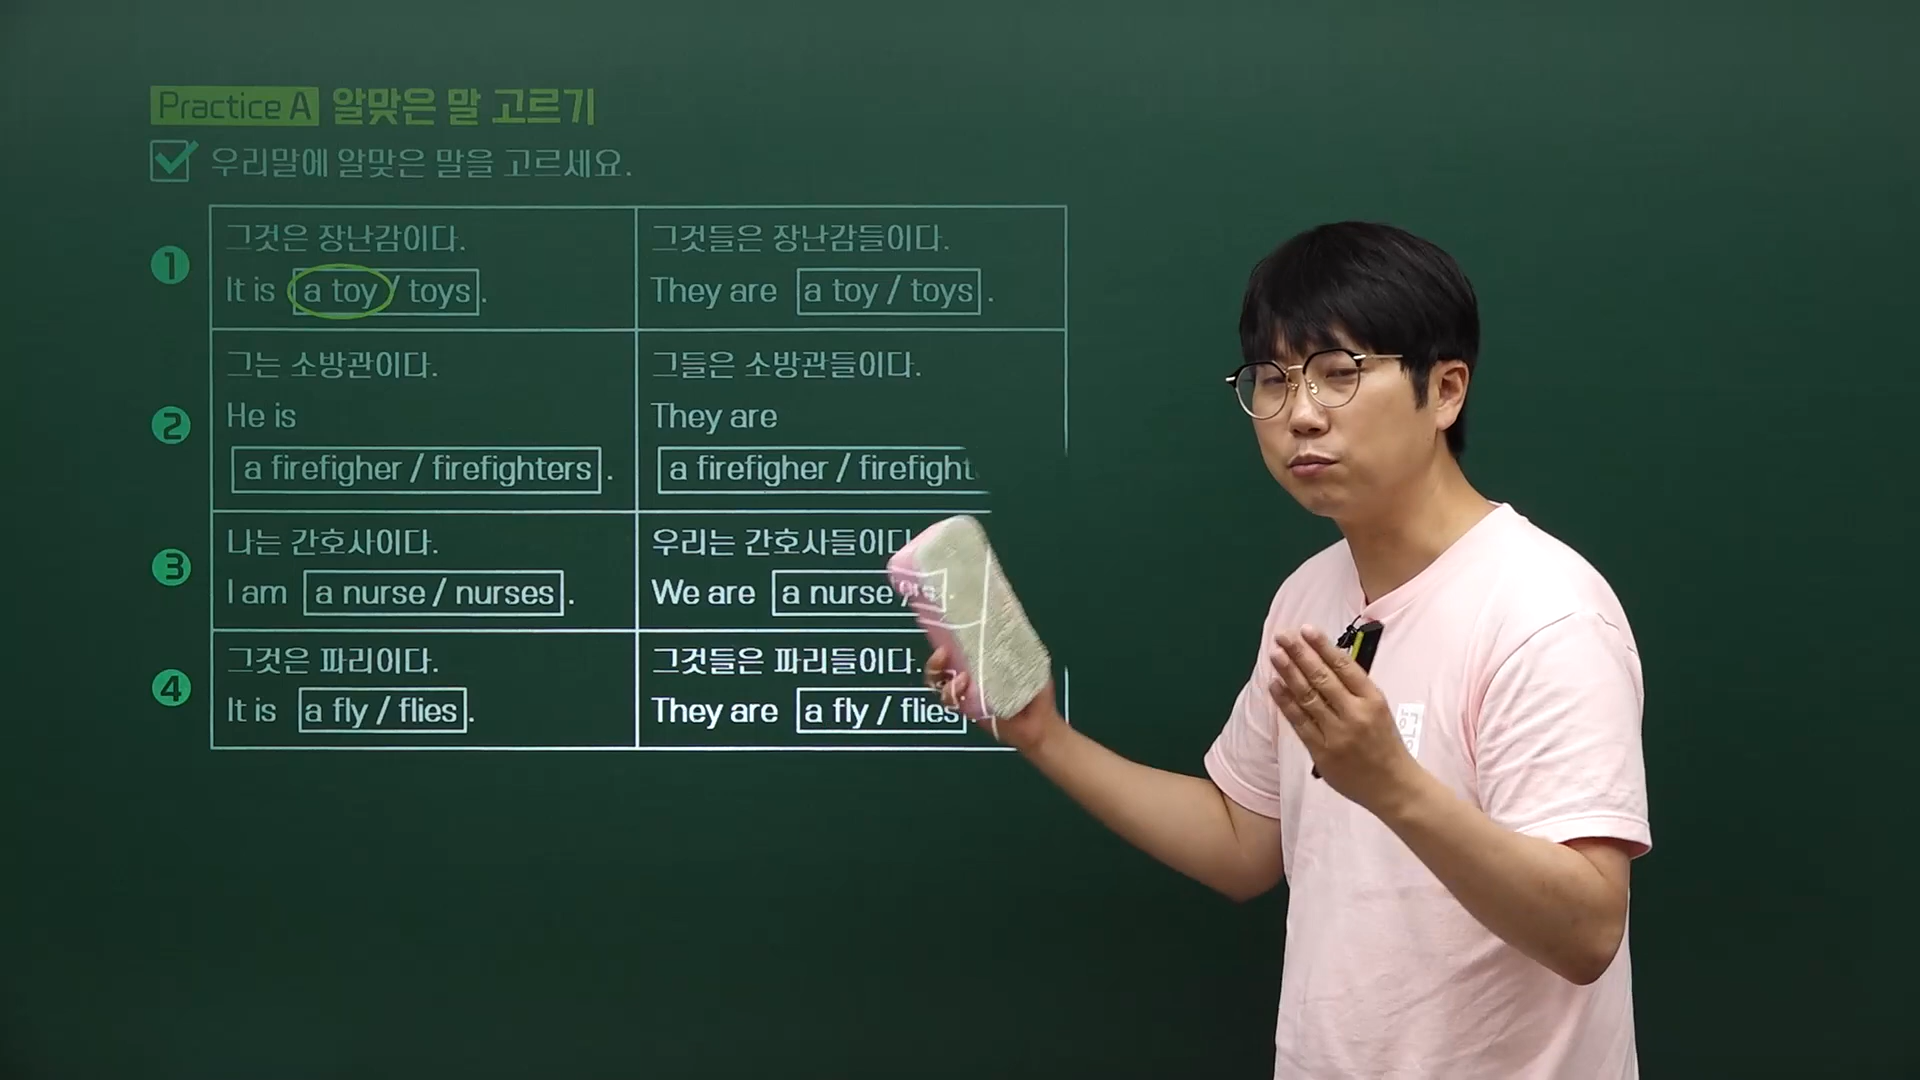 Practice A 알맞은 말 고르기
우리말에 알맞은 말을 고르세요.
1
그것은 장난감이다.
It is a toy / toys.
그것들은 장난감들이다.
They are a toy / toys.
2
그는 소방관이다.
He is
a firefigher / firefighters.
그들은 소방관들이다.
They are
a firefigher /
3
나는 간호사이다.
I am a nurse / nurses.
우리는 간호사들이다
We are a nurse /
4
그것은 파리이다.
It is a fly / flies.
그것들은 파리들이다.
They are a fly / flies.